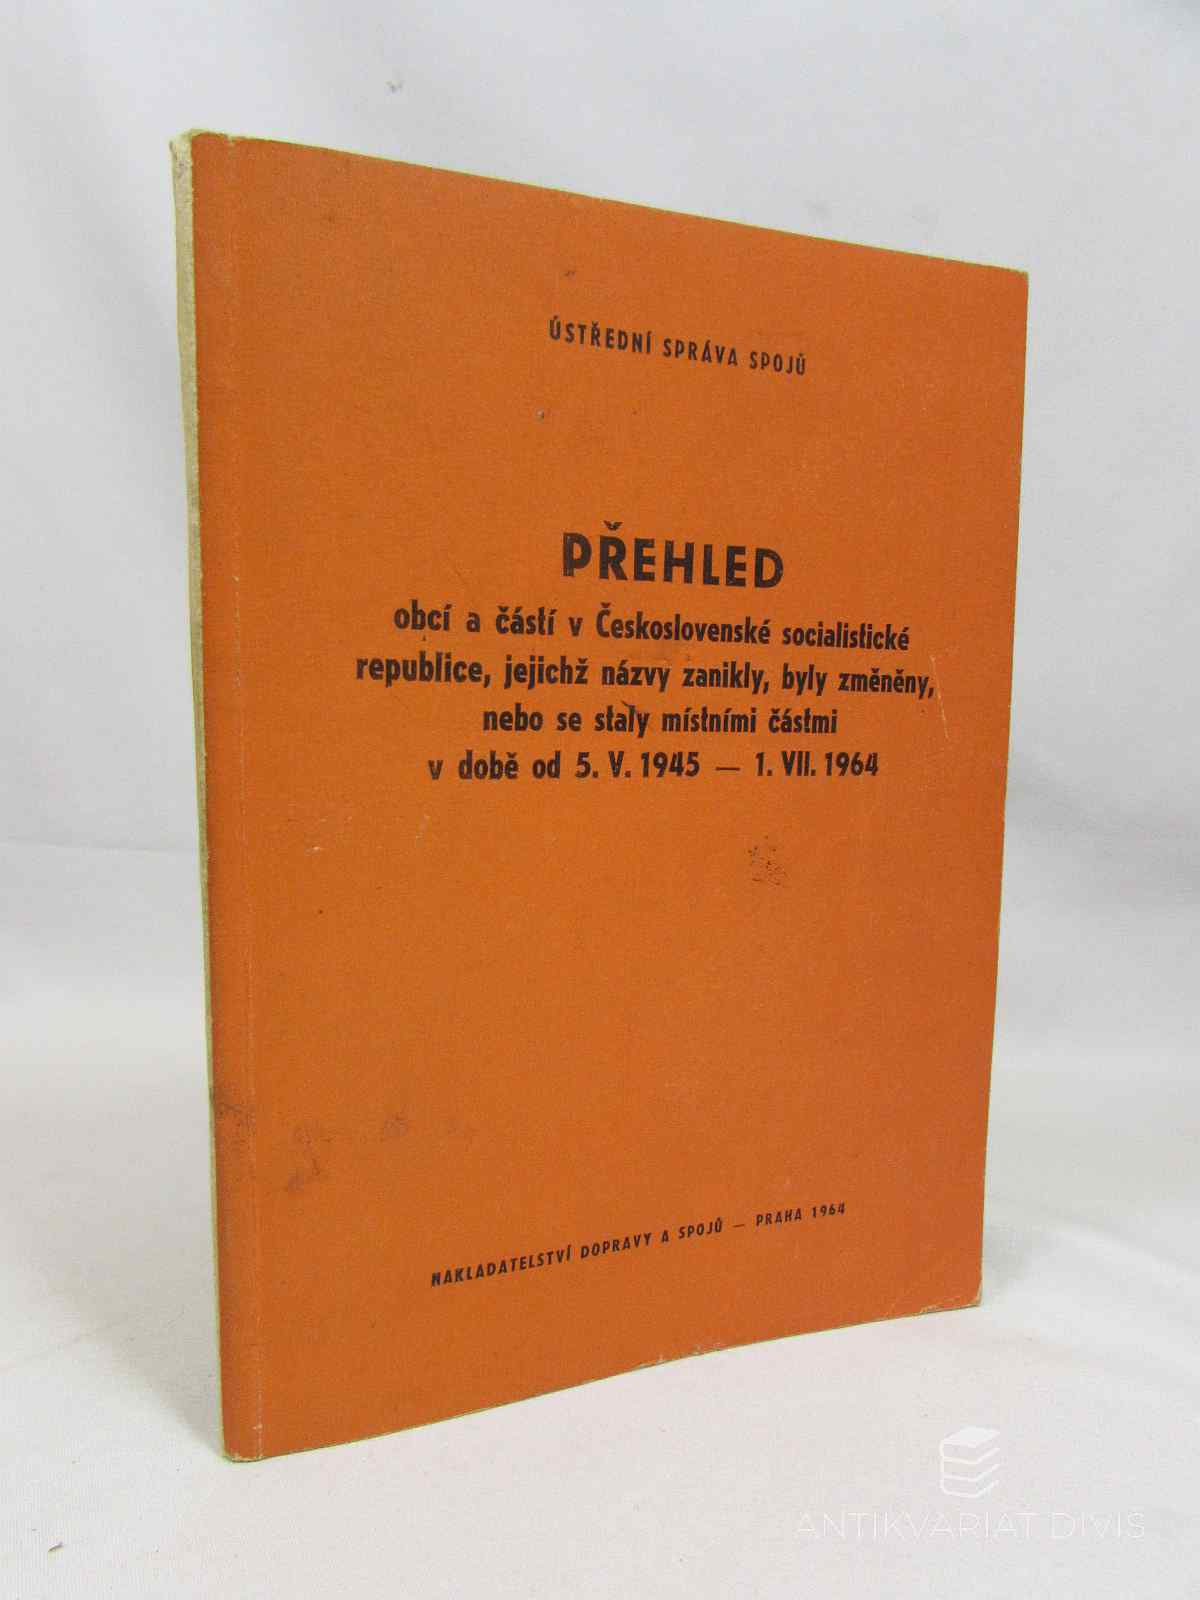 ÚSTŘEDNÍ SPRÁVA SPOJŮ
PŘEHLED
obcí a částí v Československé socialistické
republice, jejichž názvy zanikly, byly změněny,
nebo se staly místními částmi
v době od 5. V. 1945 — 1. VII. 1964
NAKLADATELSTVÍ DOPRAVY A SPOJŮ — PRAHA 1964
ANTIKVARIAT DIVIS